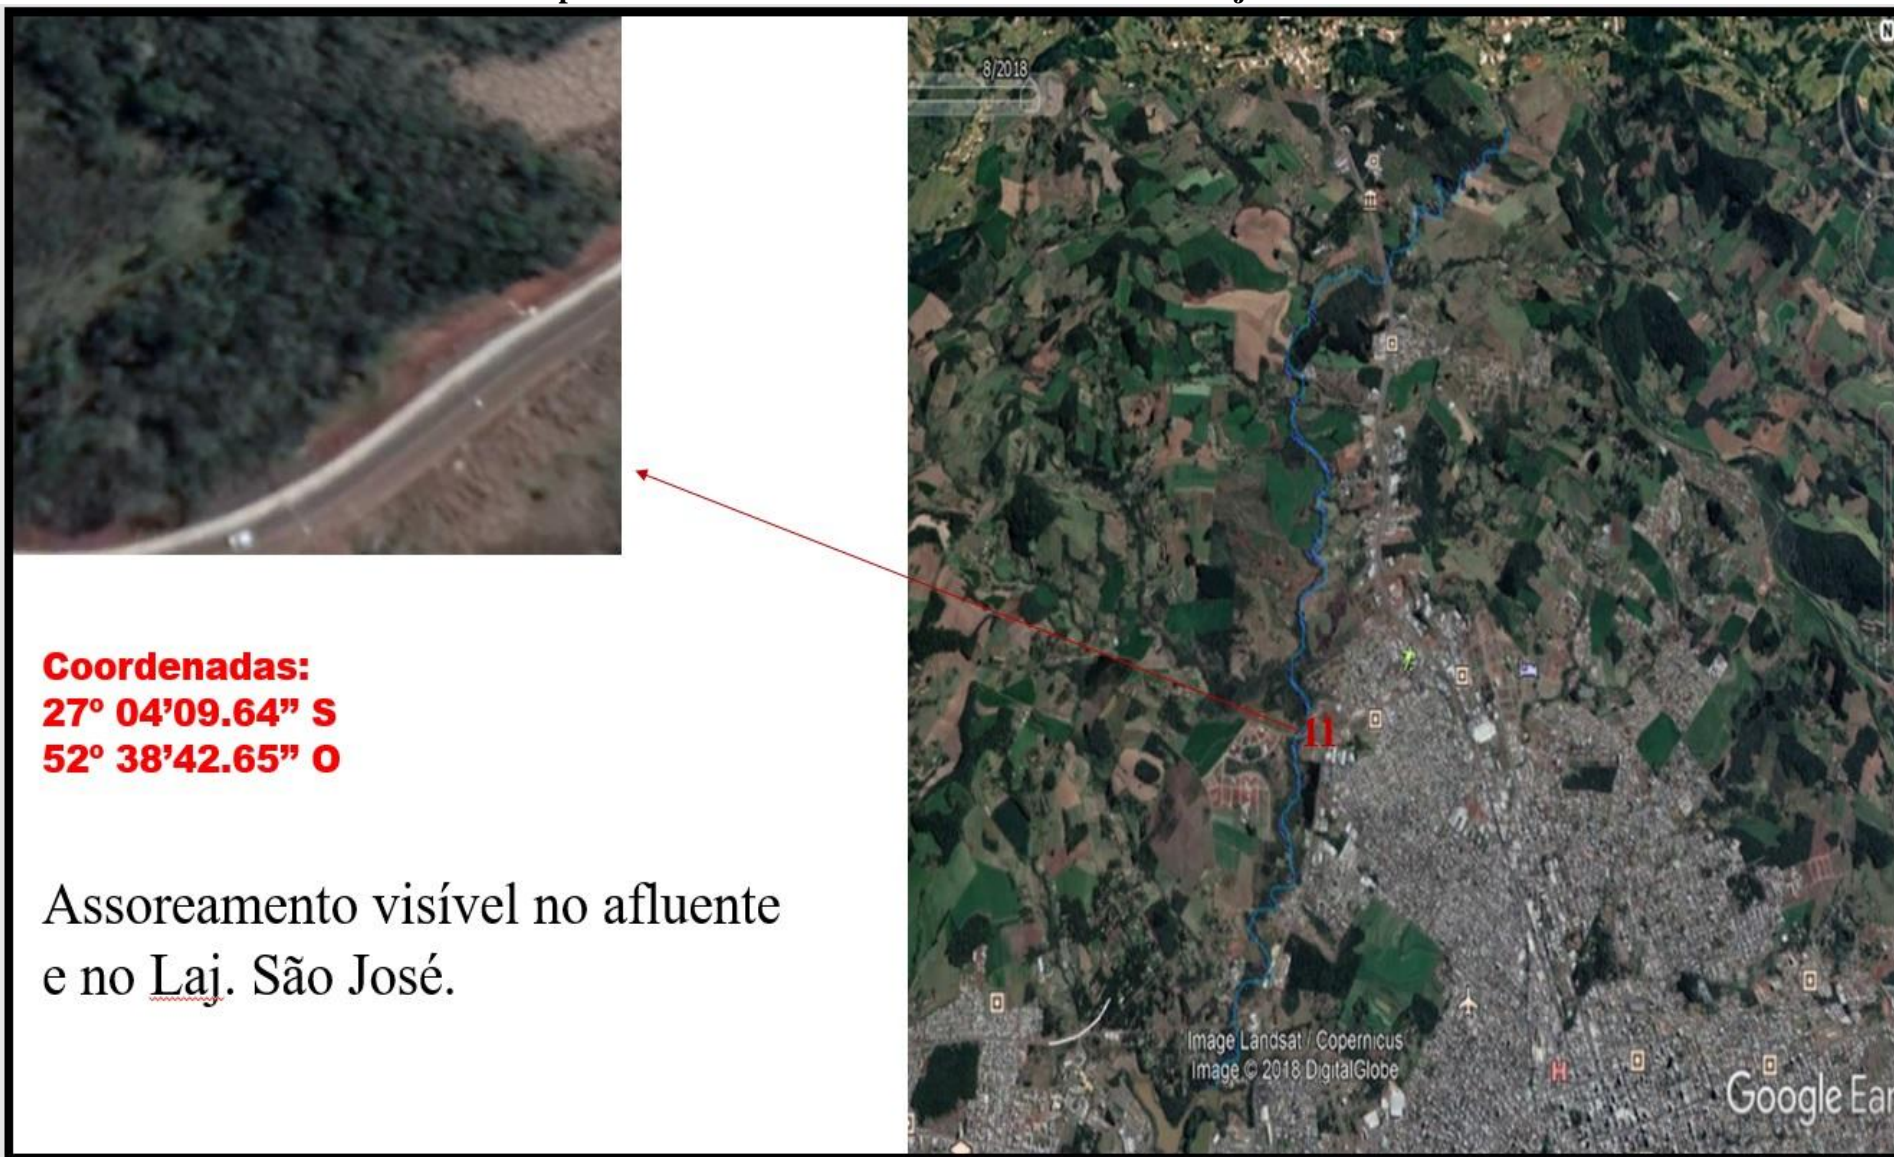 8/2018
N
Coordenadas:
27º 04’09.64” S
52º 38’42.65” O
Assoreamento visível no afluente
e no Laj. São José.
11
H
Image Landsat / Copernicus
Image © 2018 DigitalGlobe
Google Ear